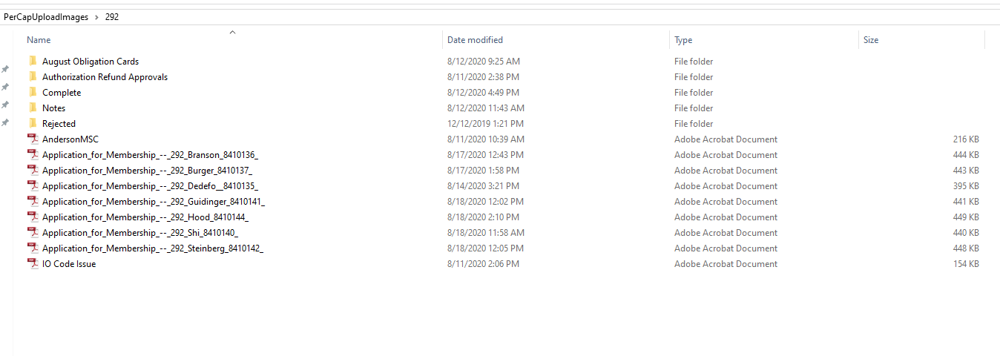 PerCapUploadImages > 292
Name Date modified Type Size
August Obligation Cards 8/12/2020 9:25 AM File folder
Authorization Refund Approvals 8/11/2020 2:38 PM File folder
Complete 8/12/2020 4:49 PM File folder
Notes 8/12/2020 11:43 AM File folder
Rejected 12/12/2019 1:21 PM File folder
AndersonMSC 8/11/2020 10:39 AM Adobe Acrobat Document 216 KB
Application_for_Membership_--_292_Branson_8410136_ 8/17/2020 12:43 PM Adobe Acrobat Document 444 KB
Application_for_Membership_--_292_Burger_8410137_ 8/17/2020 1:58 PM Adobe Acrobat Document 443 KB
Application_for_Membership_--_292_Dedefo__8410135_ 8/14/2020 3:21 PM Adobe Acrobat Document 395 KB
Application_for_Membership_--_292_Guidinger_8410141_ 8/18/2020 12:02 PM Adobe Acrobat Document 441 KB
Application_for_Membership_--_292_Hood_8410144_ 8/18/2020 2:10 PM Adobe Acrobat Document 449 KB
Application_for_Membership_--_292_Shi_8410140_ 8/18/2020 11:58 AM Adobe Acrobat Document 440 KB
Application_for_Membership_--_292_Steinberg_8410142_ 8/18/2020 12:05 PM Adobe Acrobat Document 448 KB
IO Code Issue 8/11/2020 2:06 PM Adobe Acrobat Document 154 KB